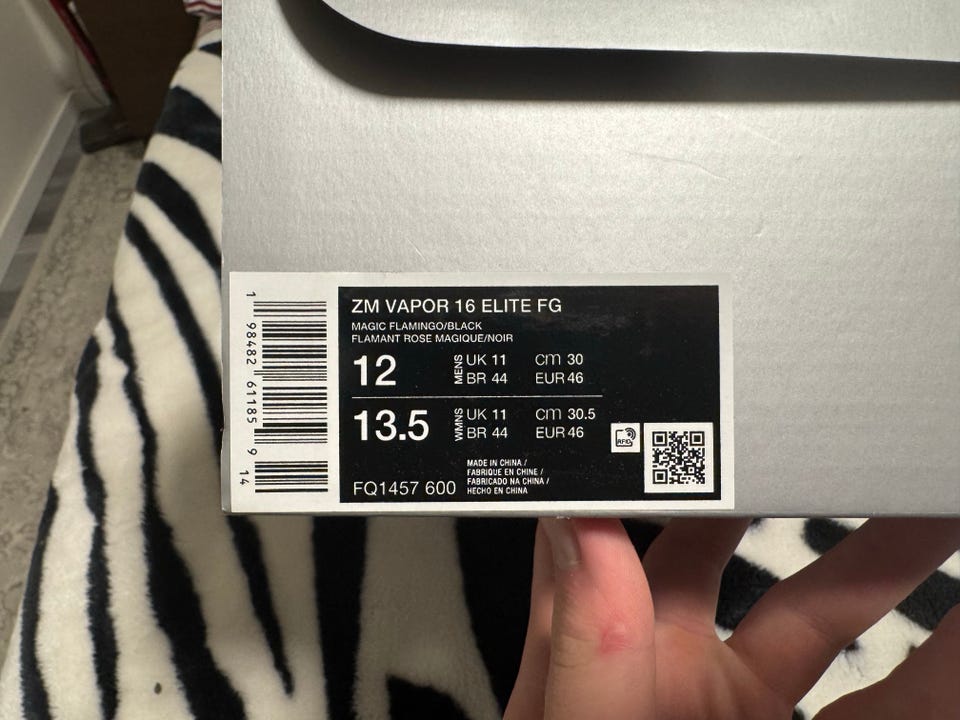 1 98482 61185 9 14
ZM VAPOR 16 ELITE FG
MAGIC FLAMINGO/BLACK
FLAMANT ROSE MAGIQUE/NOIR
12 MENS UK 11 cm 30
BR 44 EUR 46
13.5 WMNS UK 11 cm 30.5
BR 44 EUR 46
RFID
MADE IN CHINA /
FABRIQUE EN CHINE /
FABRICADO NA CHINA /
FQ1457 600 HECHO EN CHINA